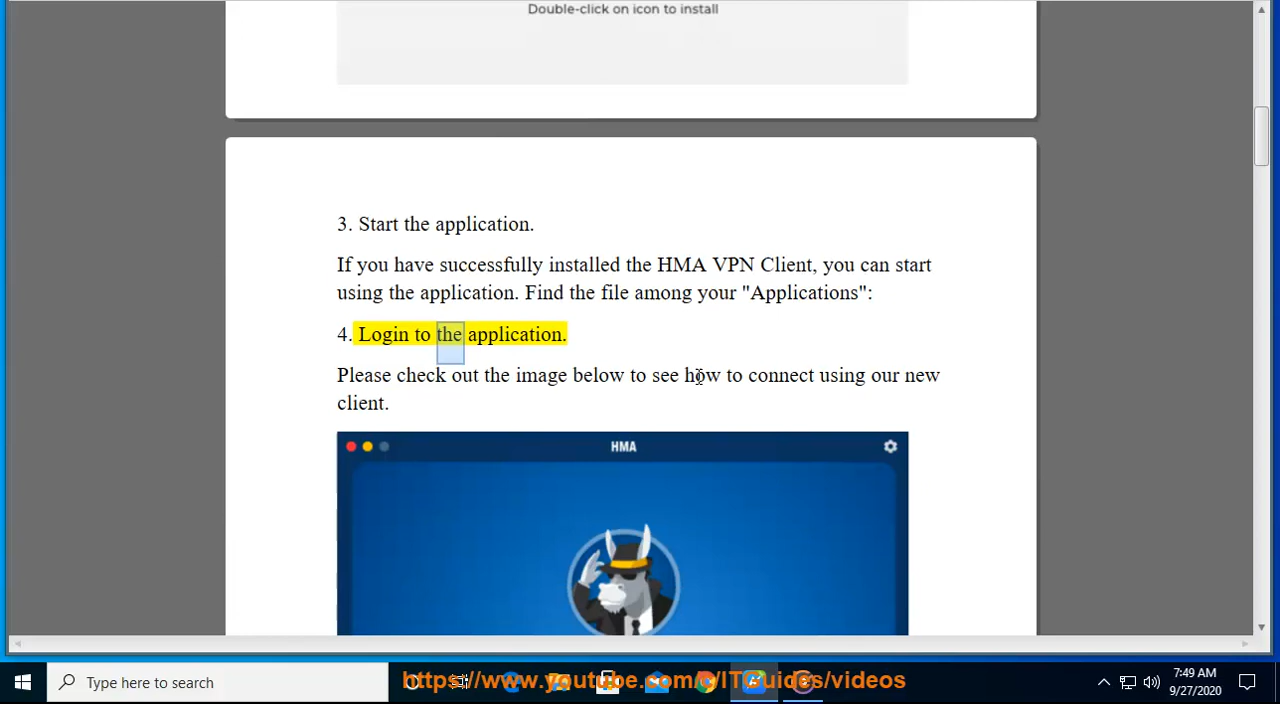 Double-click on icon to install
3. Start the application.
If you have successfully installed the HMA VPN Client, you can start
using the application. Find the file among your "Applications":
4. Login to the application.
Please check out the image below to see how to connect using our new
client.
HMA
Type here to search
https://www.youtube.com/c/ITGuides/videos
7:49 AM
9/27/2020